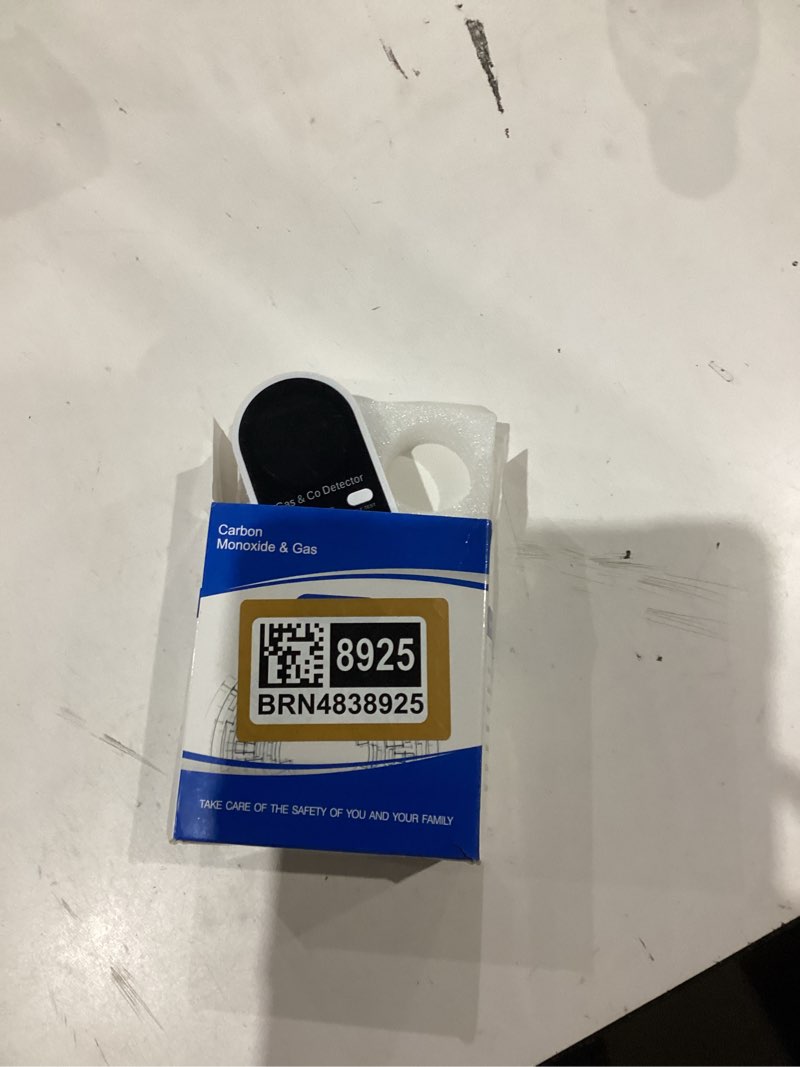 Gas & Co Detector
Carbon
Monoxide & Gas
8925
BRN4838925
TAKE CARE OF THE SAFETY OF YOU AND YOUR FAMILY